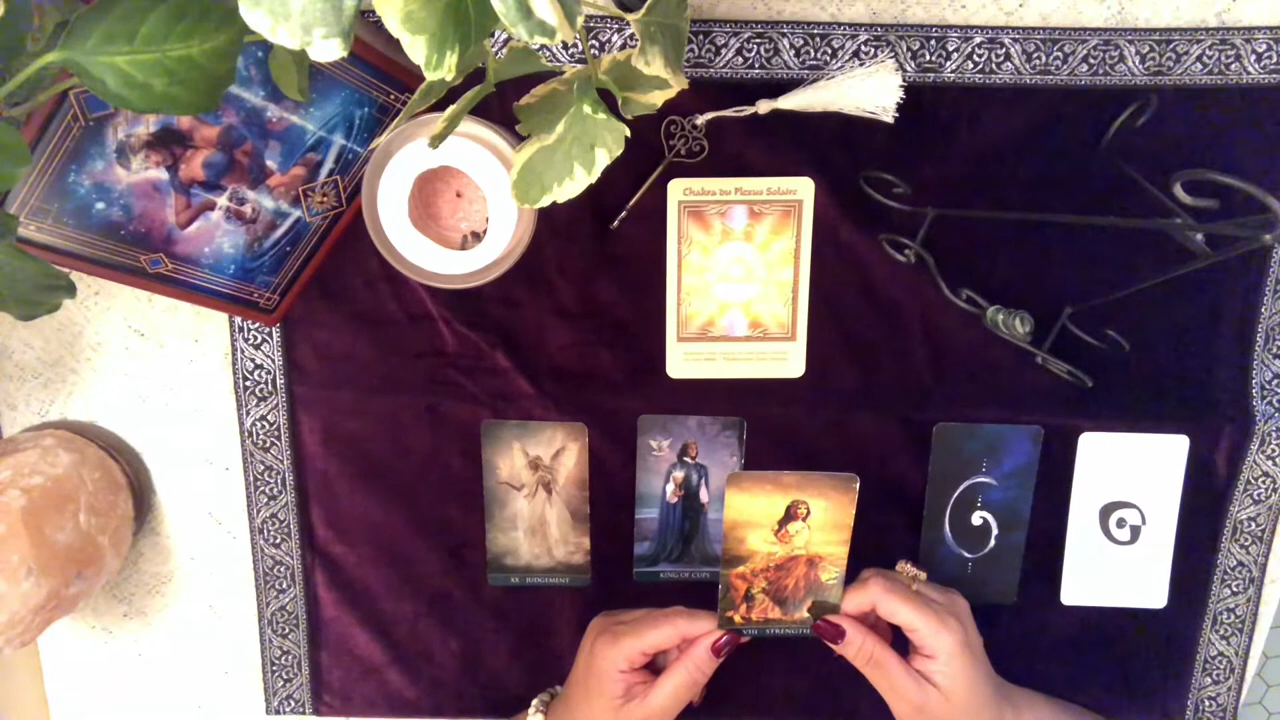 Chakra du Plexus Solaire
XX · JUDGEMENT
KING OF CUPS
VIII · STRENGTH